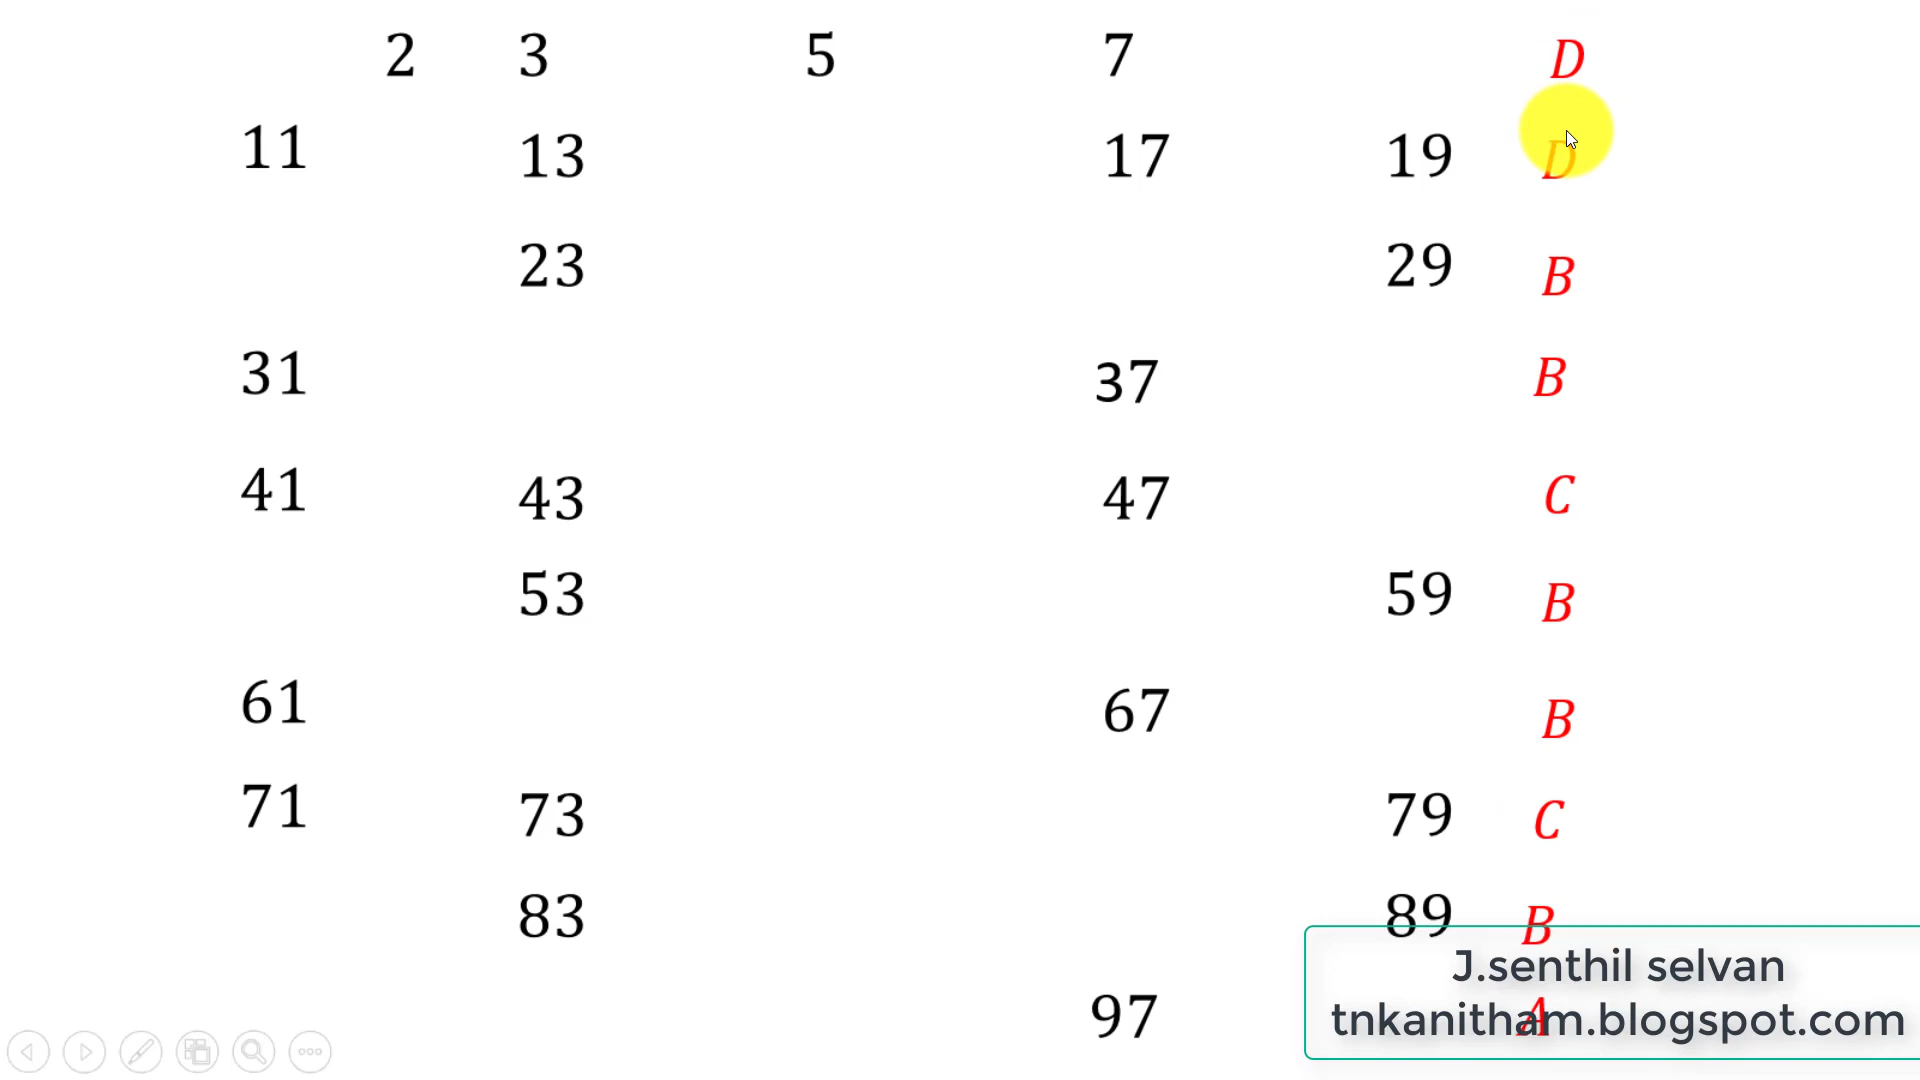 2 3 5 7 D
11 13 17 19 D
23 29 B
31 37 B
41 43 47 C
53 59 B
61 67 B
71 73 79 C
83 89 B
97 A
J.senthil selvan
tnkanitham.blogspot.com